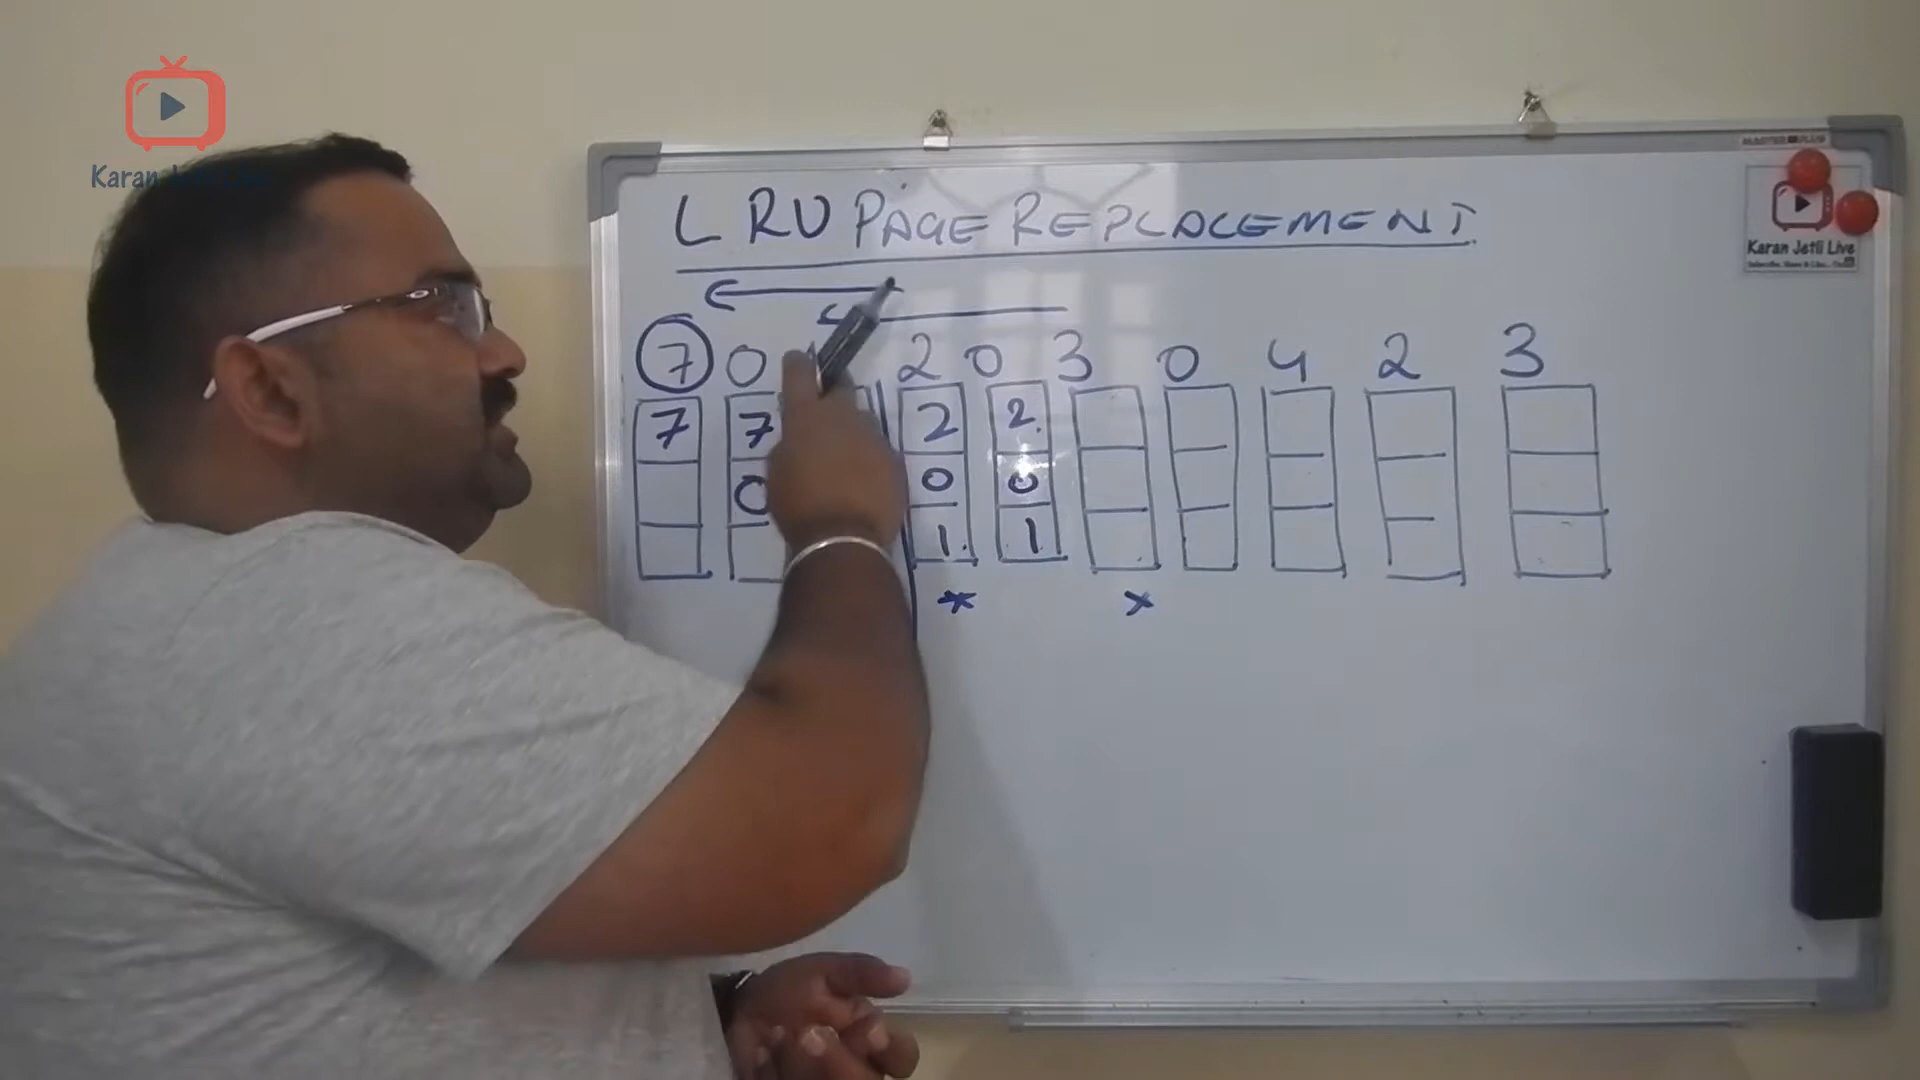 Karan Jetli Live
LRU PAGE REPLACEMENT
Karan Jetli Live
7 0 2 0 3 0 4 2 3
7 7 2 2
0 0 0
1 1
* x